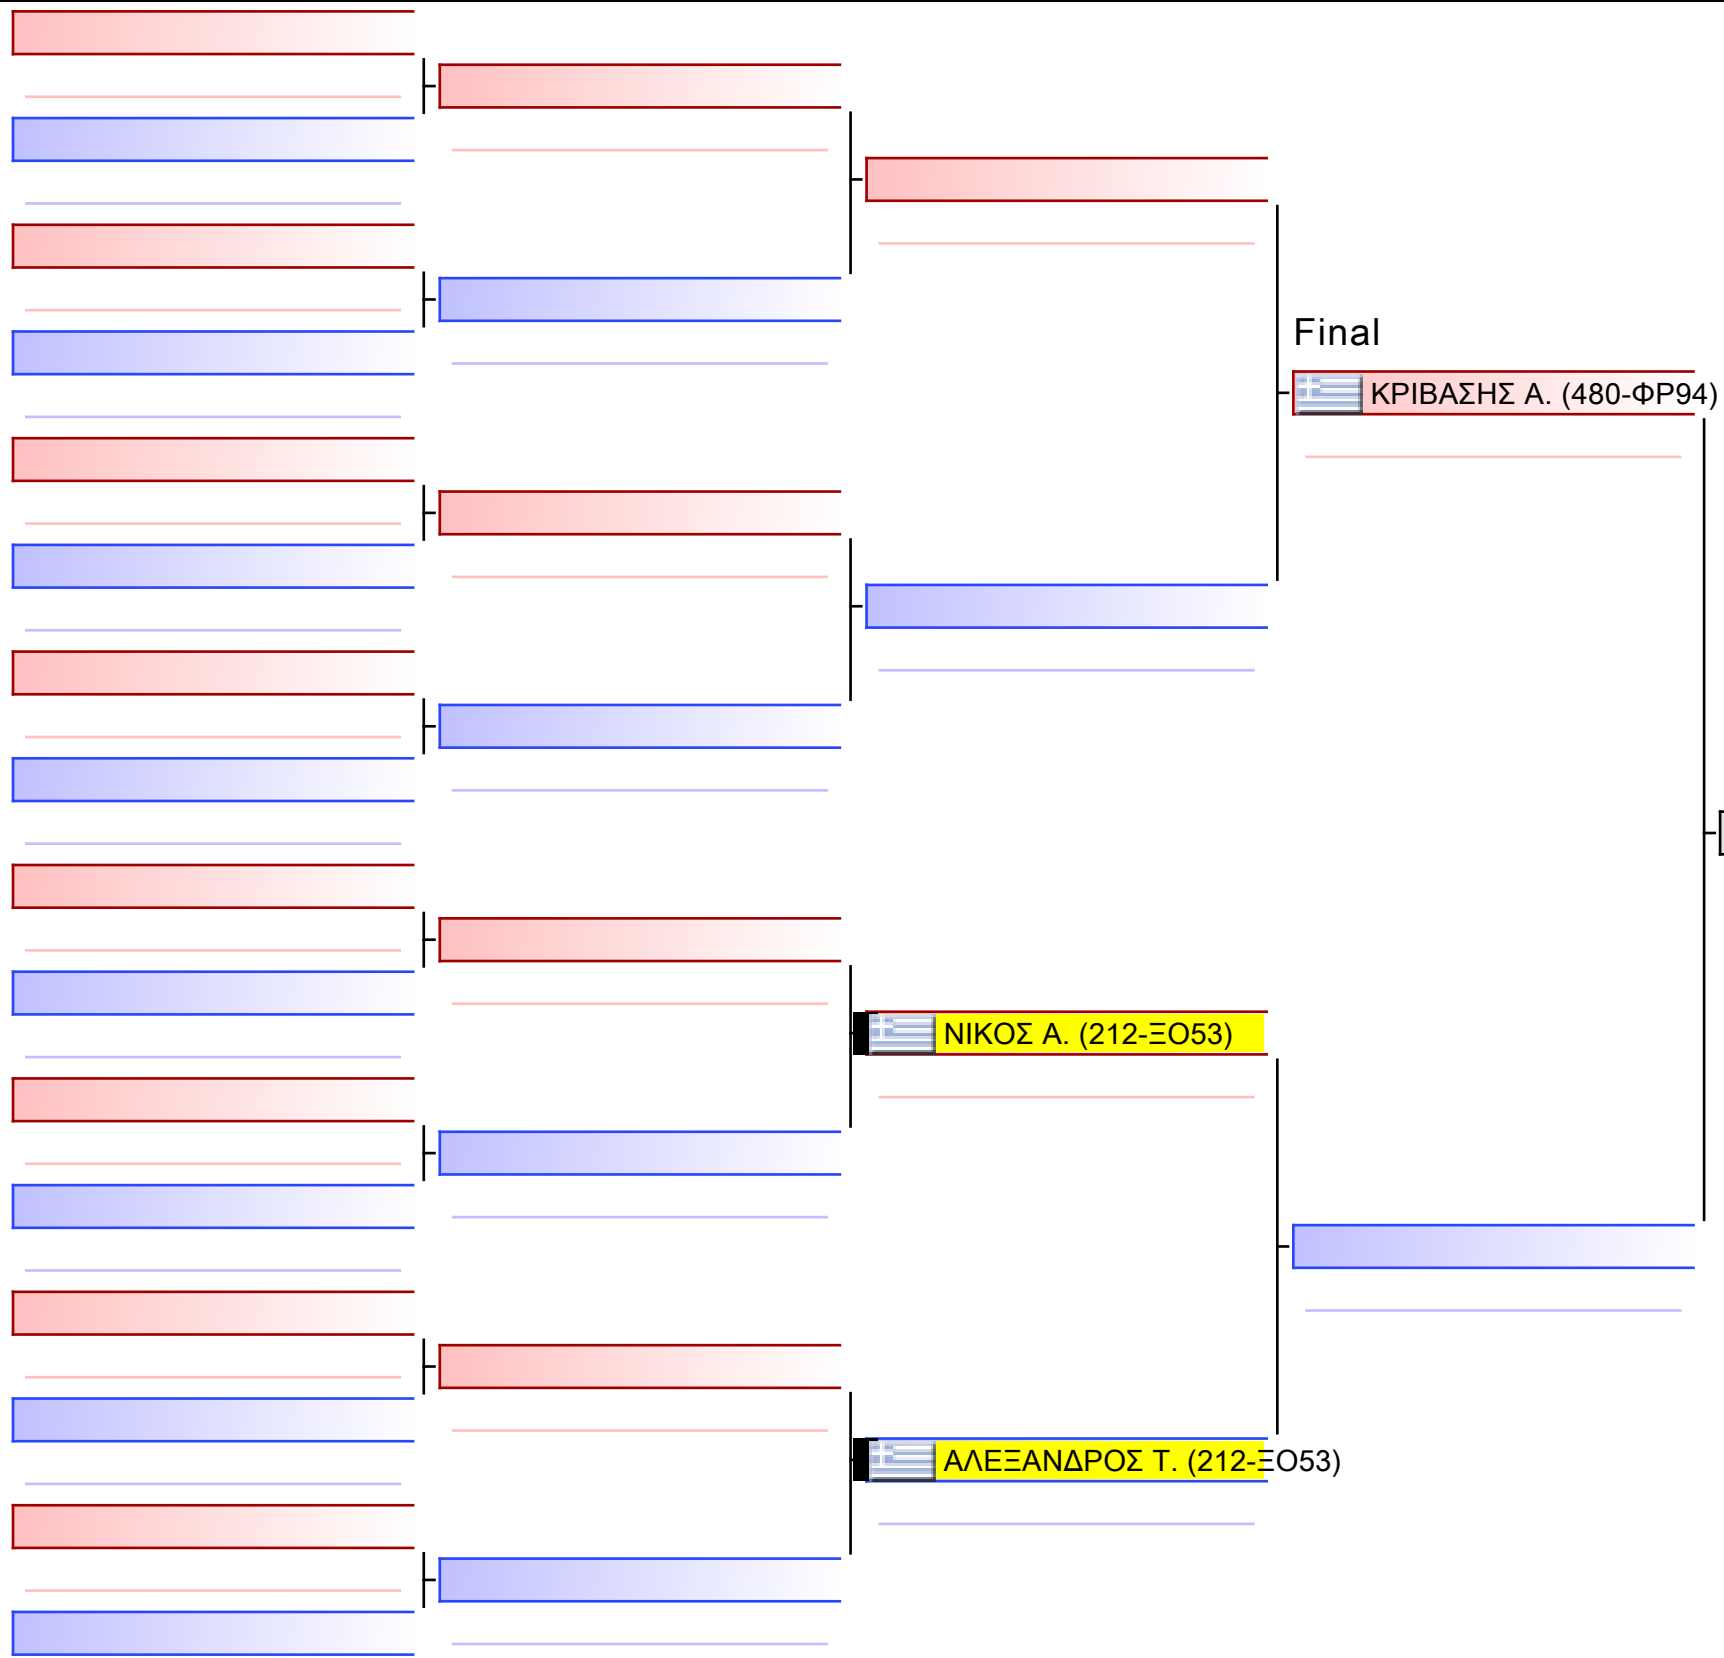 Final
ΚΡΙΒΑΣΗΣ Α. (480-ΦΡ94)
ΝΙΚΟΣ Α. (212-ΞΟ53)
ΑΛΕΞΑΝΔΡΟΣ Τ. (212-ΞΟ53)